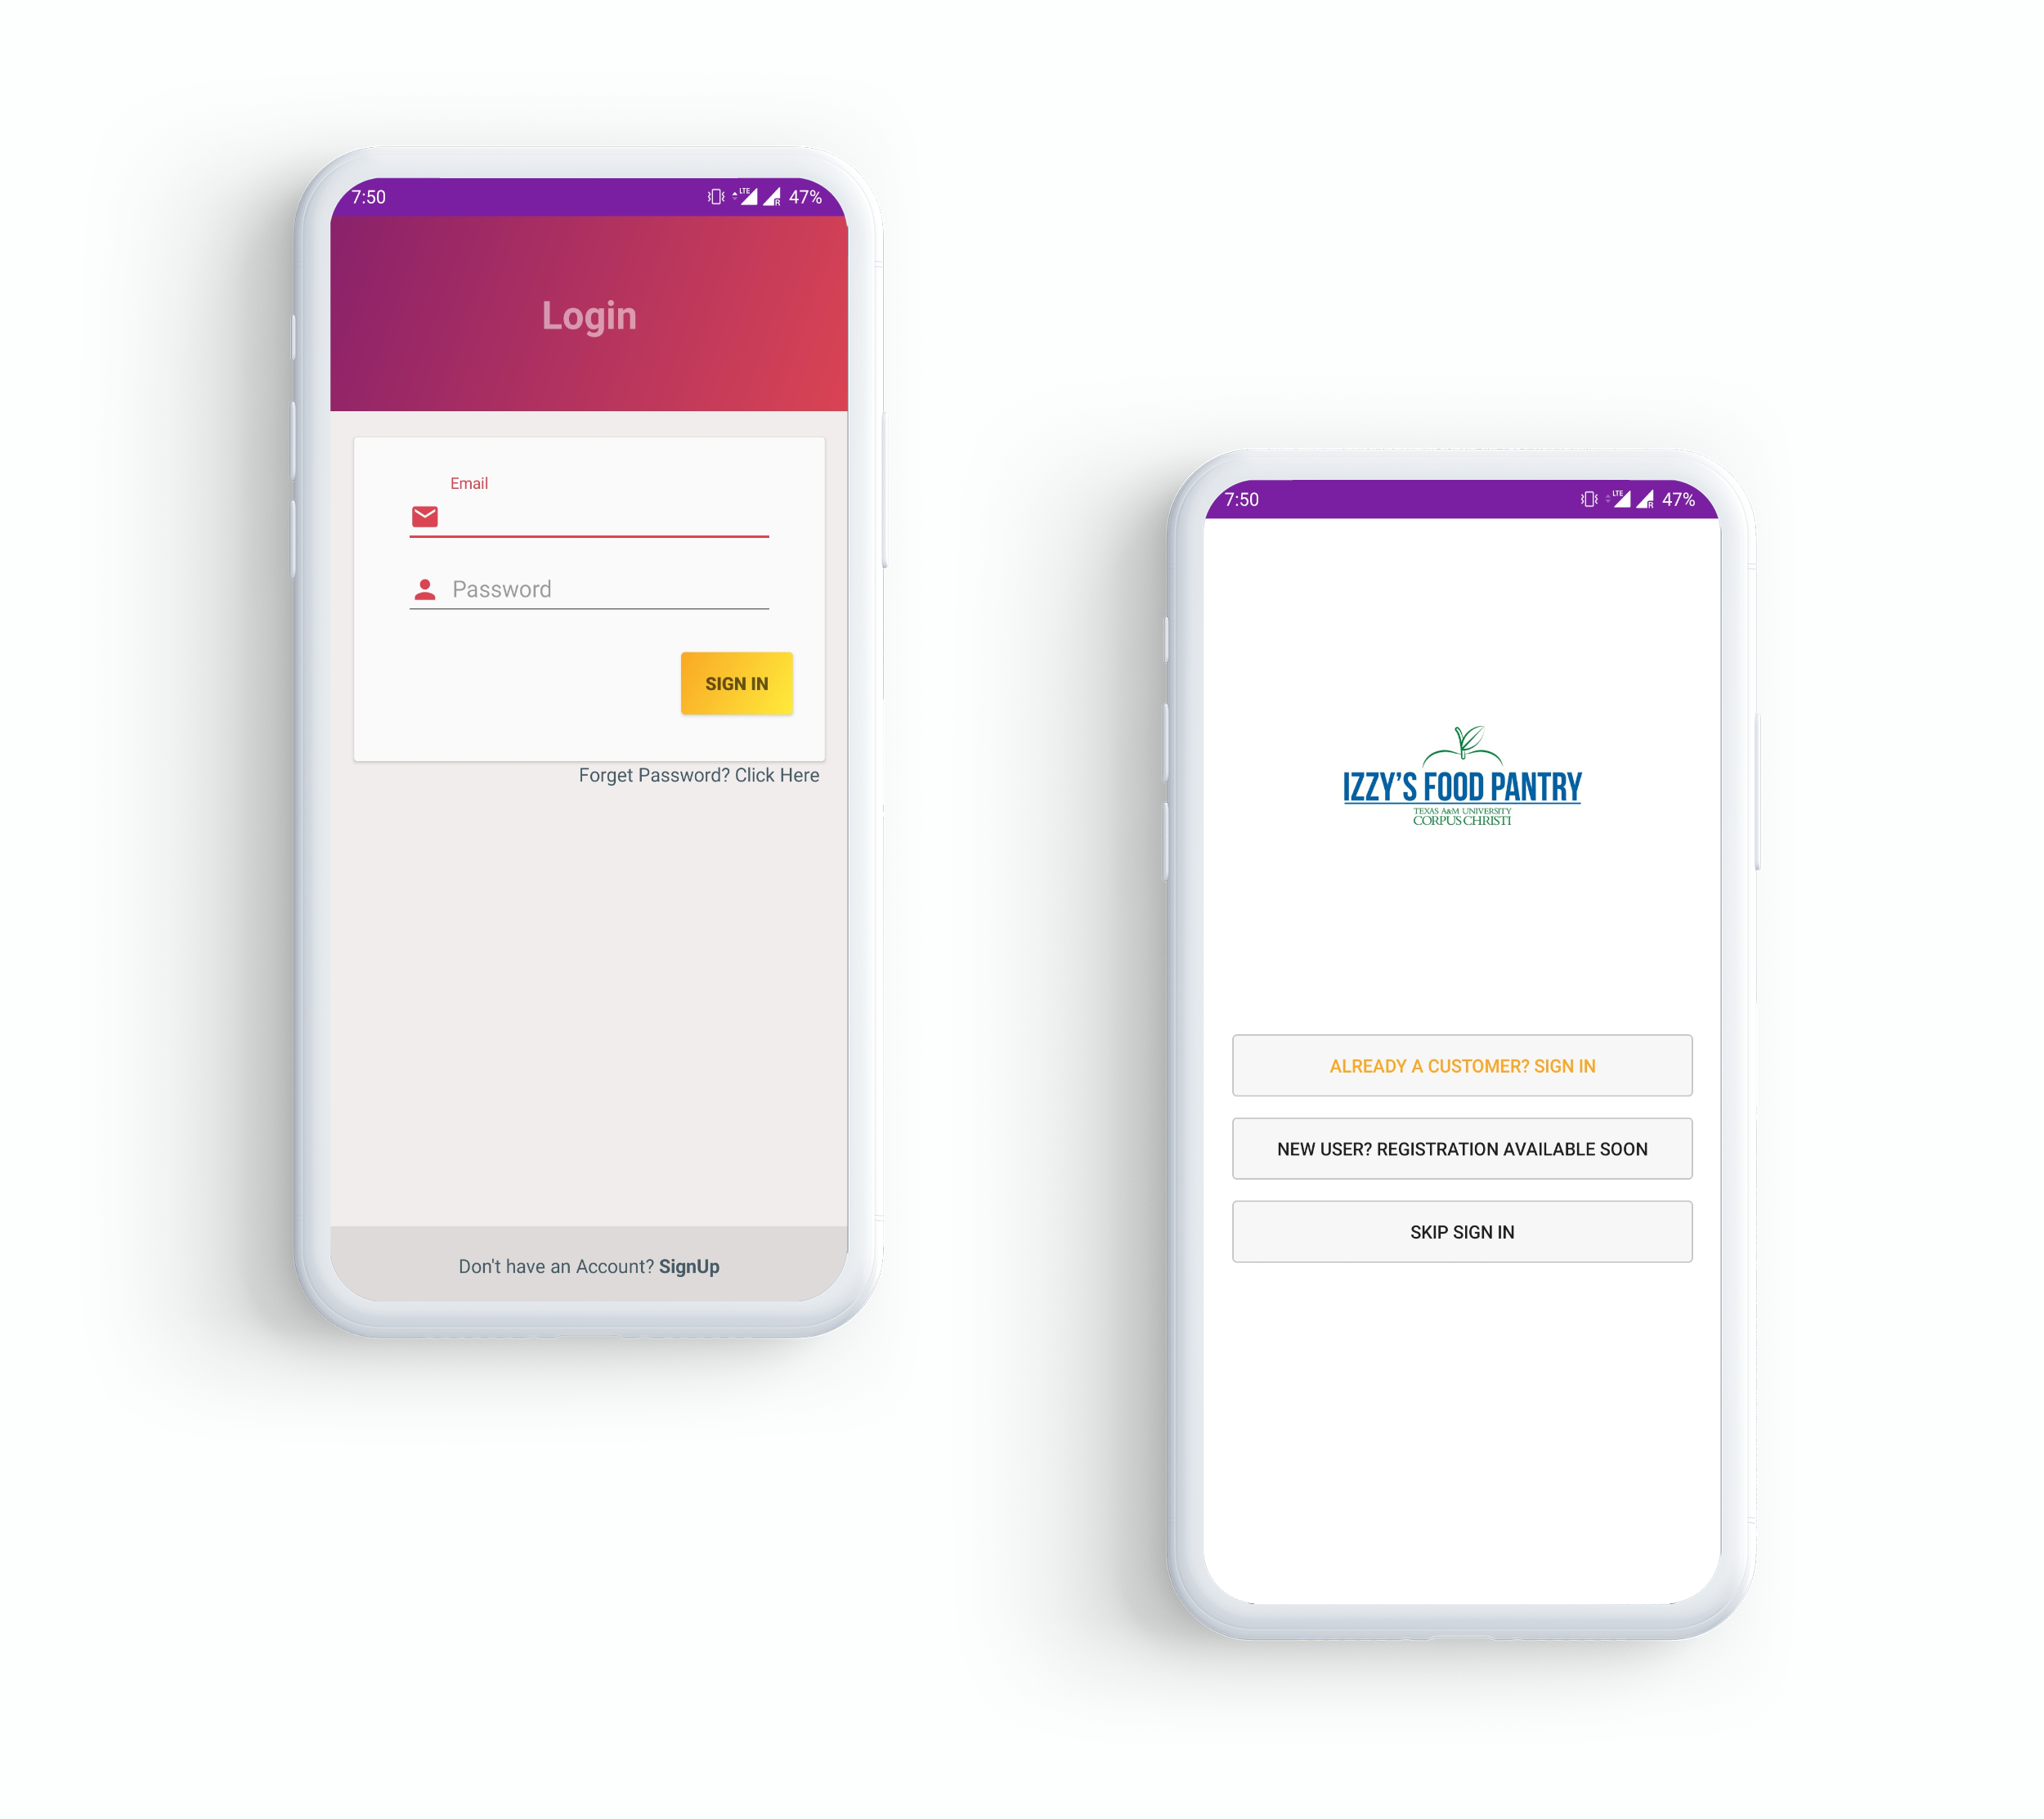 7:50
LTE
R
47%
Login
Email
Password
SIGN IN
Forget Password? Click Here
Don't have an Account? SignUp
7:50
LTE
R
47%
IZZY'S FOOD PANTRY
TEXAS A&M UNIVERSITY
CORPUS CHRISTI
ALREADY A CUSTOMER? SIGN IN
NEW USER? REGISTRATION AVAILABLE SOON
SKIP SIGN IN